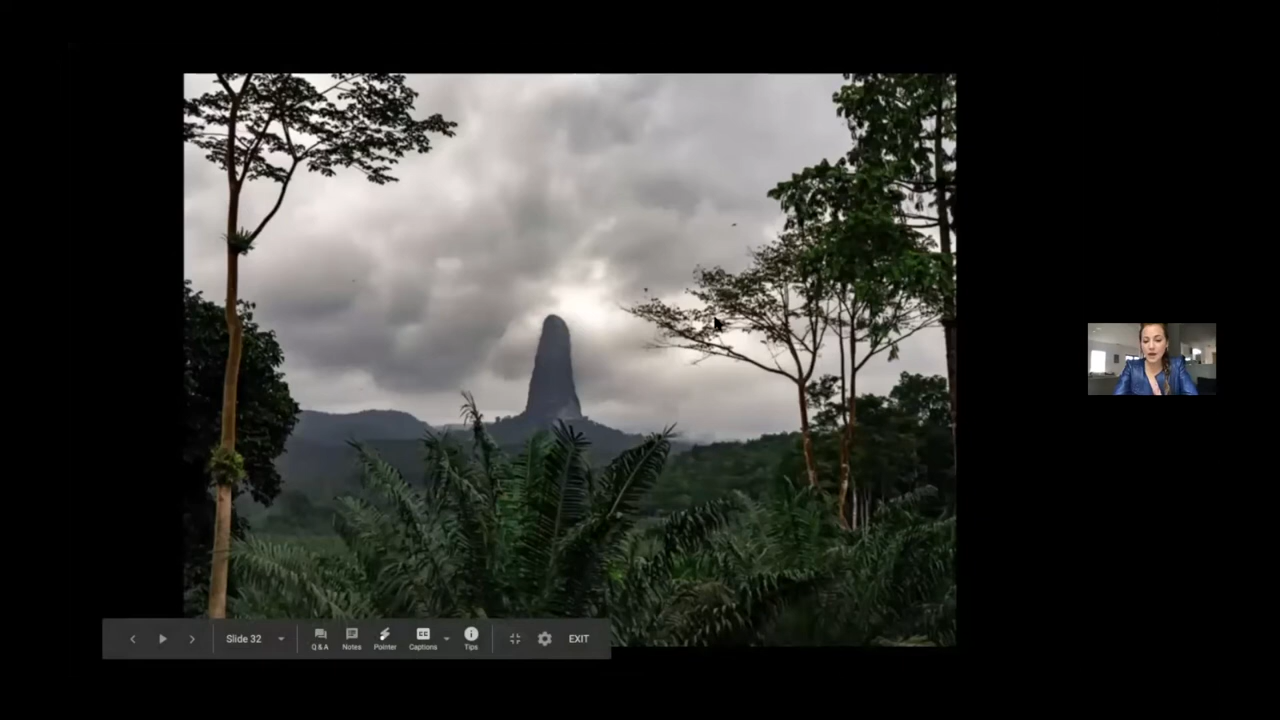 Slide 32
Q & A
Notes
Pointer
Captions
Tips
EXIT